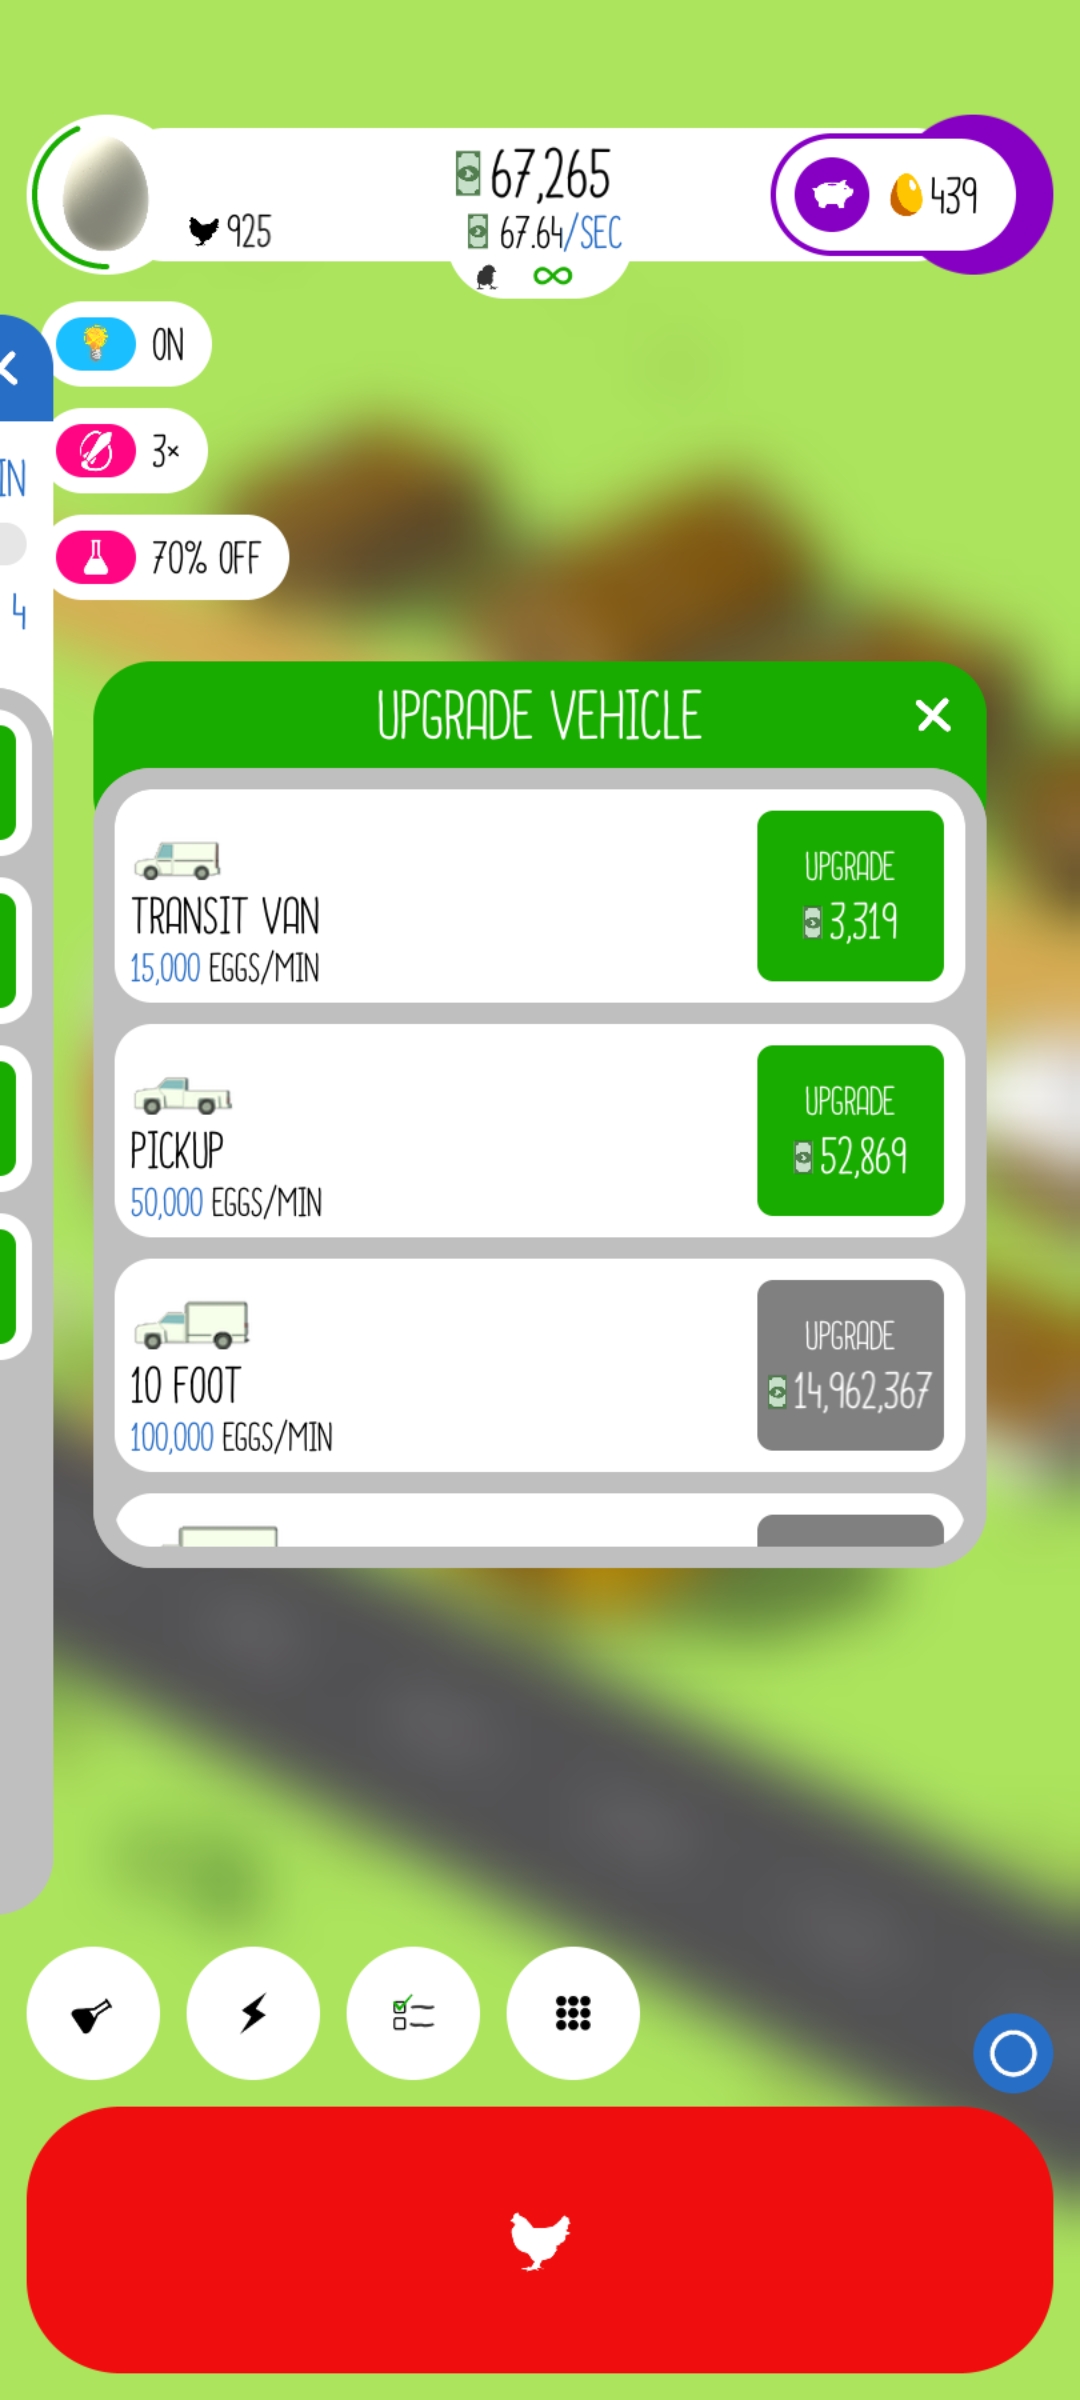 67,265
925
67.64/SEC
439
ON
3×
70% OFF
IN
4
UPGRADE VEHICLE
TRANSIT VAN
15,000 EGGS/MIN
UPGRADE
3,319
PICKUP
50,000 EGGS/MIN
UPGRADE
52,869
10 FOOT
100,000 EGGS/MIN
UPGRADE
14,962,367